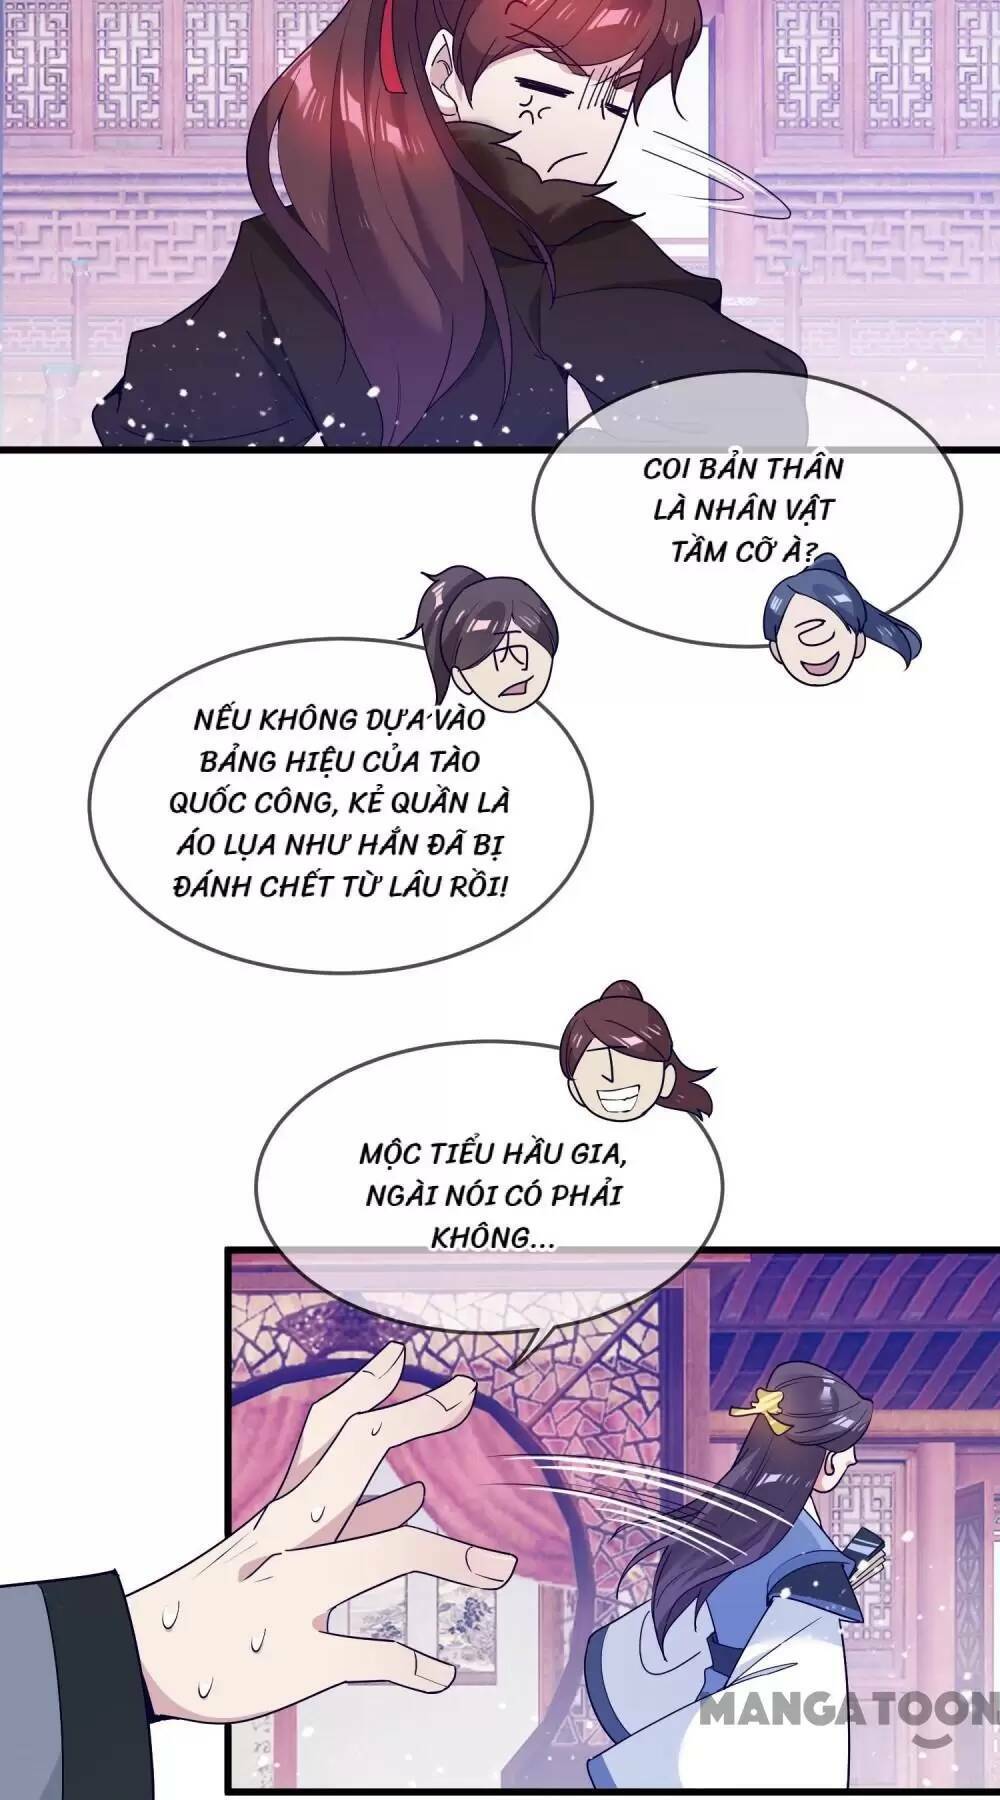 COI BẢN THÂN
LÀ NHÂN VẬT
TẦM CỠ À?
己
丙
NẾU KHÔNG DỰA VÀO
BẢNG HIỆU CỦA TÀO
QUỐC CÔNG, KẺ QUẦN LÀ
ÁO LỤA NHƯ HẮN ĐÃ BỊ
ĐÁNH CHẾT TỪ LÂU RỒI!
MỘC TIỂU HẦU GIA,
NGÀI NÓI CÓ PHẢI
KHÔNG...
MANGATOON